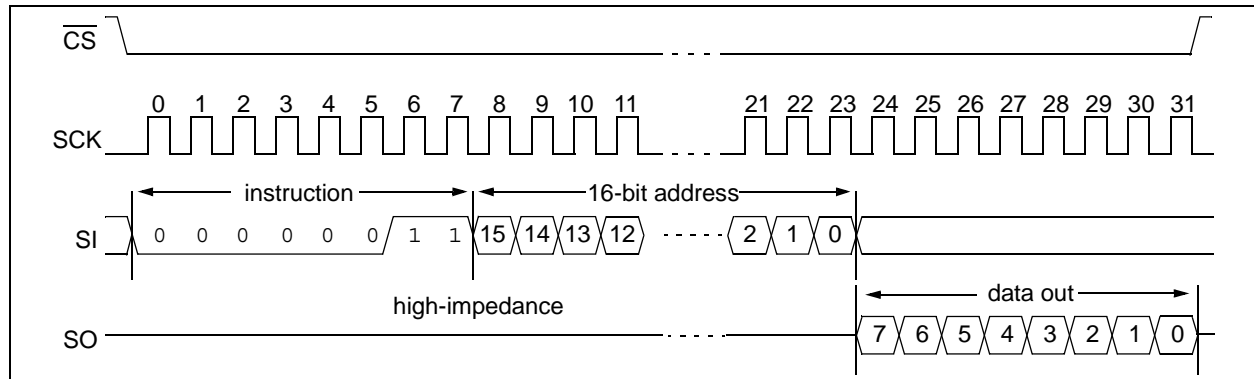 CS
0 1 2 3 4 5 6 7 8 9 10 11 21 22 23 24 25 26 27 28 29 30 31
SCK
instruction 16-bit address
SI 0 0 0 0 0 0 1 1 15 14 13 12 2 1 0
high-impedance data out
SO 7 6 5 4 3 2 1 0